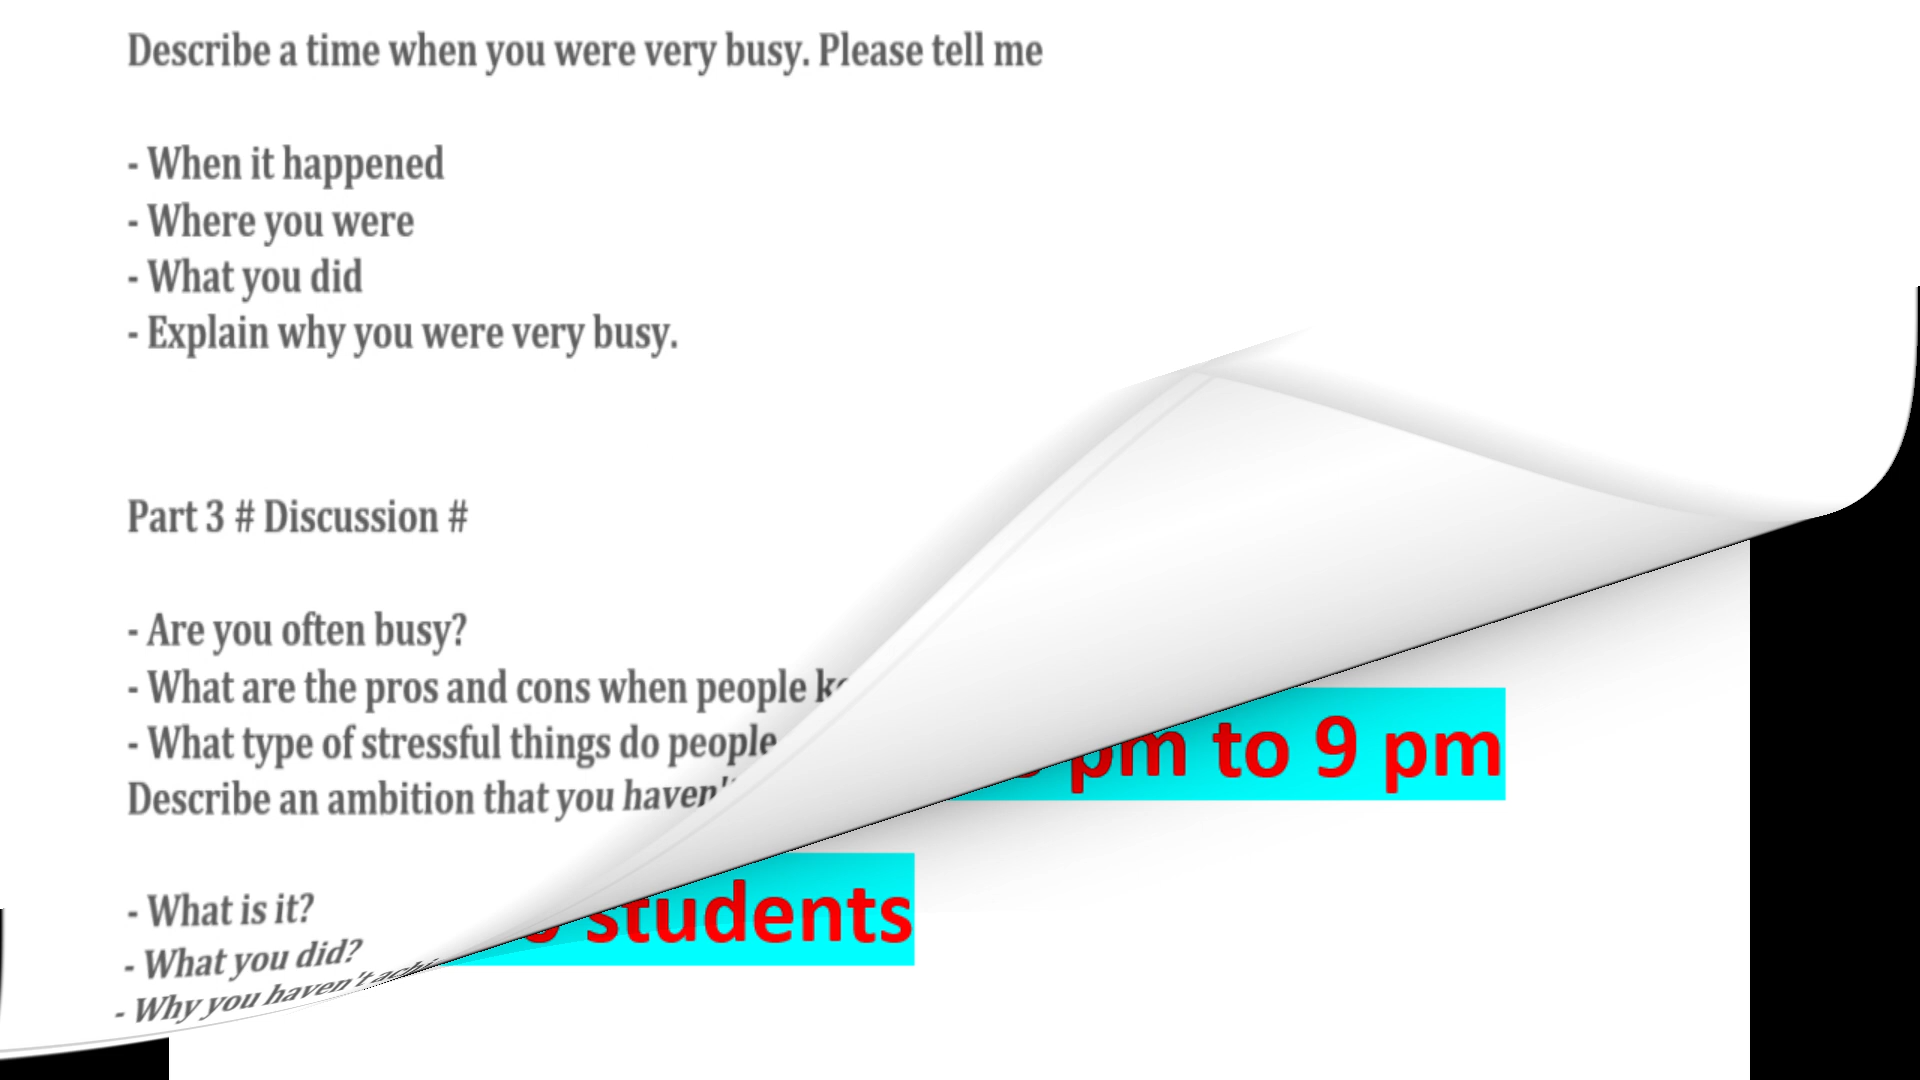 Describe a time when you were very busy. Please tell me
- When it happened
- Where you were
- What you did
- Explain why you were very busy.
Part 3 # Discussion #
- Are you often busy?
- What are the pros and cons when people
- What type of stressful things do people
Describe an ambition that you haven't
- What is it?
- What you did?
- Why you haven't
pm to 9 pm
students